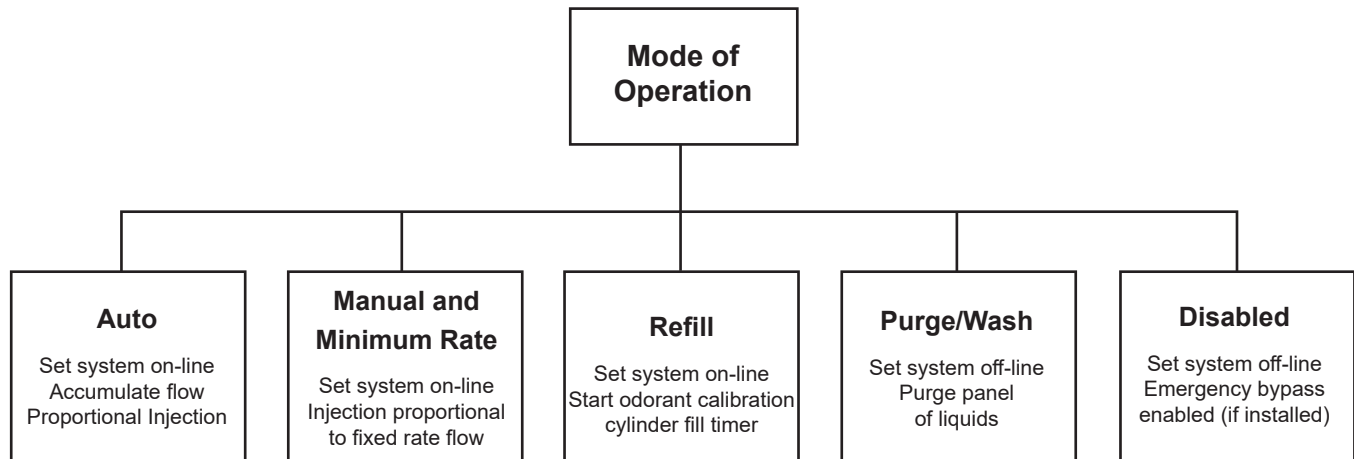 Mode of
Operation
Auto
Set system on-line
Accumulate flow
Proportional Injection
Manual and
Minimum Rate
Set system on-line
Injection proportional
to fixed rate flow
Refill
Set system on-line
Start odorant calibration
cylinder fill timer
Purge/Wash
Set system off-line
Purge panel
of liquids
Disabled
Set system off-line
Emergency bypass
enabled (if installed)